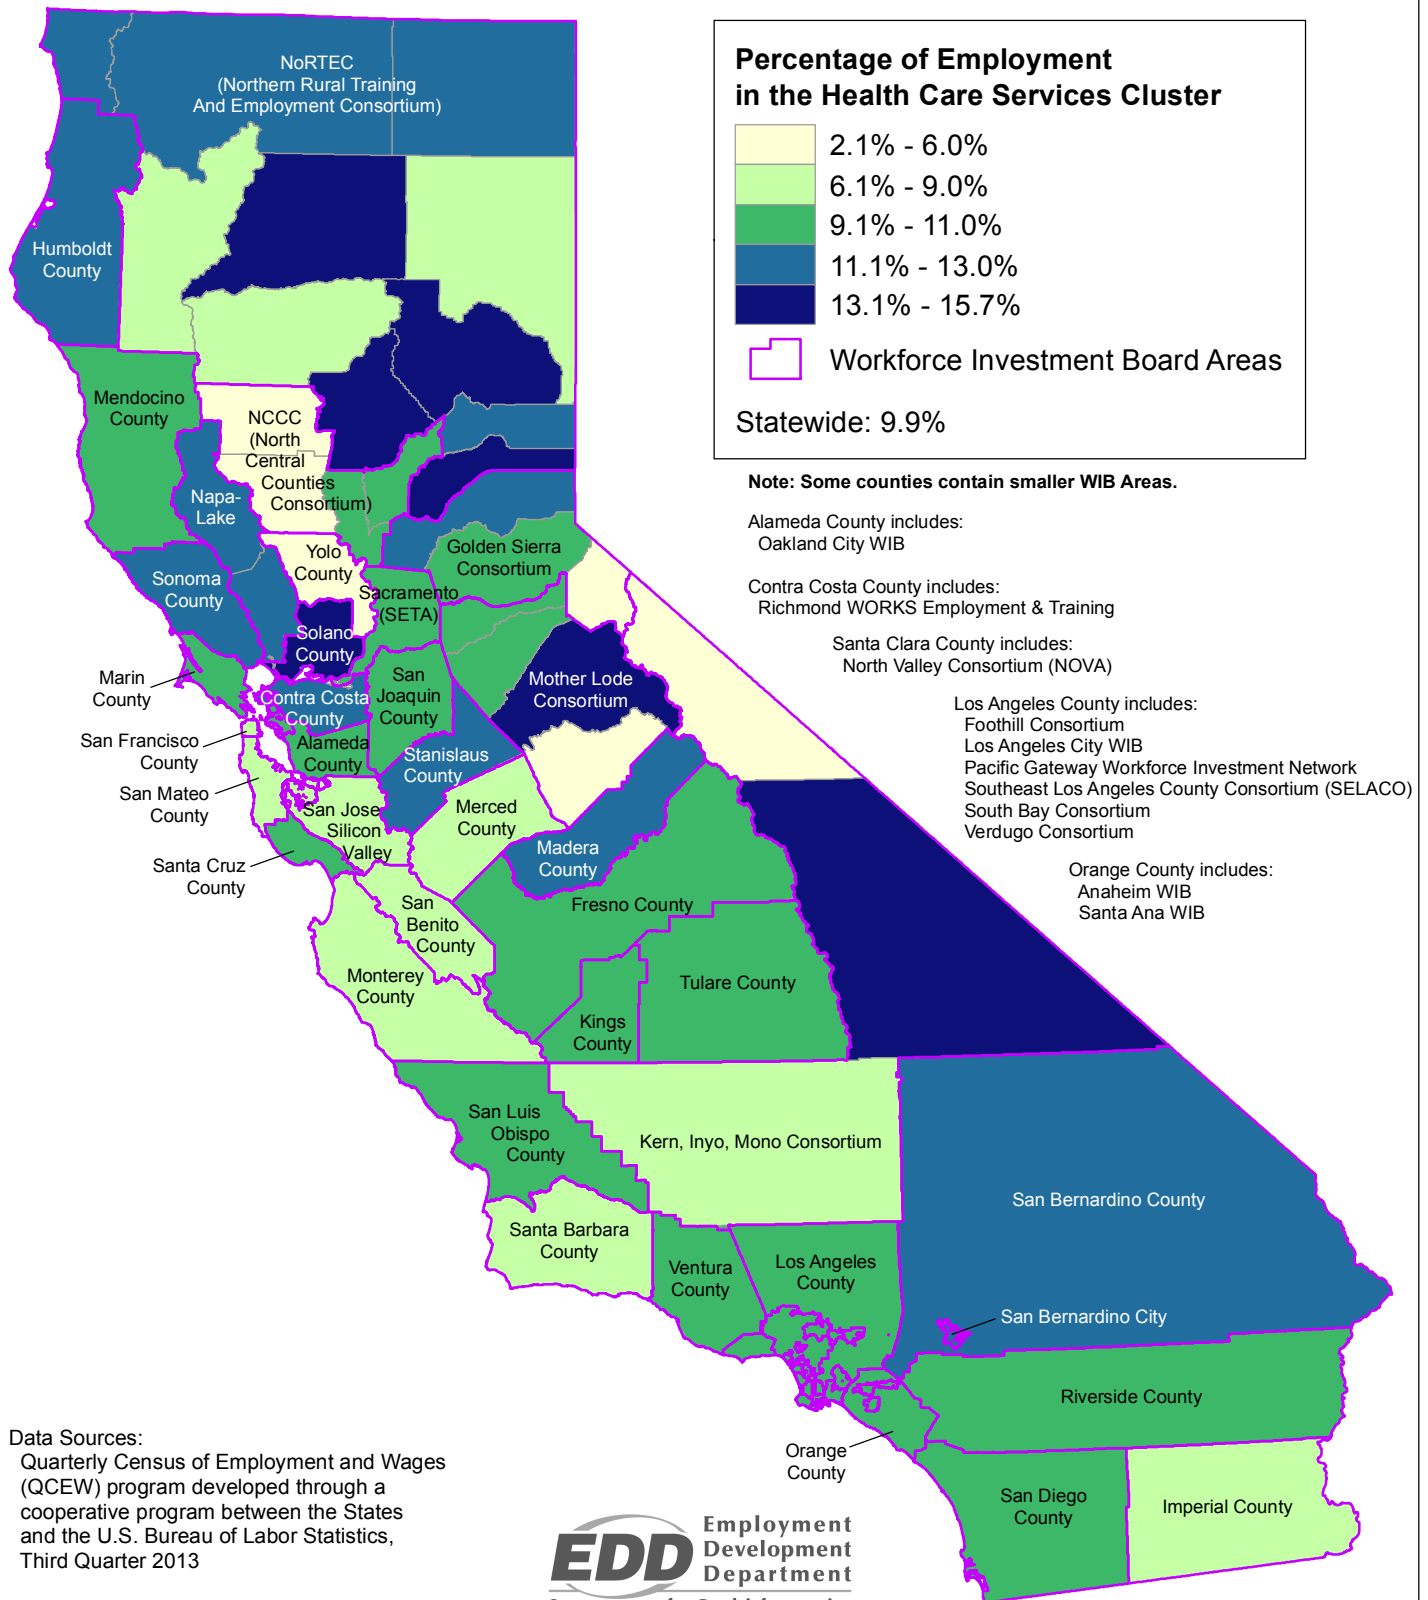 Percentage of Employment
in the Health Care Services Cluster
2.1% - 6.0%
6.1% - 9.0%
9.1% - 11.0%
11.1% - 13.0%
13.1% - 15.7%
Workforce Investment Board Areas
Statewide: 9.9%
Note: Some counties contain smaller WIB Areas.
Alameda County includes:
Oakland City WIB
Contra Costa County includes:
Richmond WORKS Employment & Training
Santa Clara County includes:
North Valley Consortium (NOVA)
Los Angeles County includes:
Foothill Consortium
Los Angeles City WIB
Pacific Gateway Workforce Investment Network
Southeast Los Angeles County Consortium (SELACO)
South Bay Consortium
Verdugo Consortium
Orange County includes:
Anaheim WIB
Santa Ana WIB
NoRTEC
(Northern Rural Training
And Employment Consortium)
Humboldt
County
Mendocino
County
NCCC
(North
Central
Counties
Consortium)
Napa-
Lake
Yolo
County
Golden Sierra
Consortium
Sonoma
County
Sacramento
(SETA)
Solano
County
Marin
County
Contra Costa
County
San
Joaquin
County
Mother Lode
Consortium
San Francisco
County
Alameda
County
Stanislaus
County
San Mateo
County
San Jose
Silicon
Valley
Merced
County
Santa Cruz
County
Madera
County
San
Benito
County
Fresno County
Monterey
County
Tulare County
Kings
County
San Luis
Obispo
County
Kern, Inyo, Mono Consortium
San Bernardino County
Santa Barbara
County
Ventura
County
Los Angeles
County
San Bernardino City
Riverside County
Orange
County
San Diego
County
Imperial County
Data Sources:
Quarterly Census of Employment and Wages
(QCEW) program developed through a
cooperative program between the States
and the U.S. Bureau of Labor Statistics,
Third Quarter 2013
EDD
Employment
Development
Department